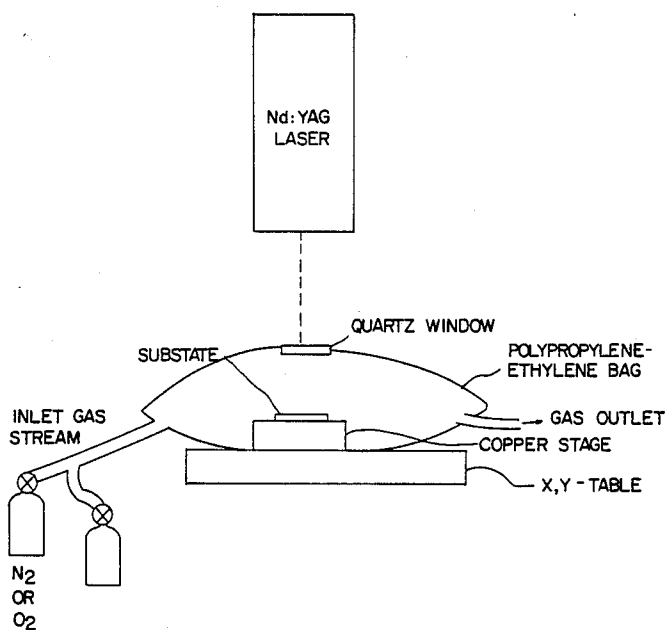 Nd:YAG
LASER
QUARTZ WINDOW
SUBSTATE
POLYPROPYLENE-
ETHYLENE BAG
INLET GAS
STREAM
GAS OUTLET
COPPER STAGE
X,Y-TABLE
N2
OR
O2